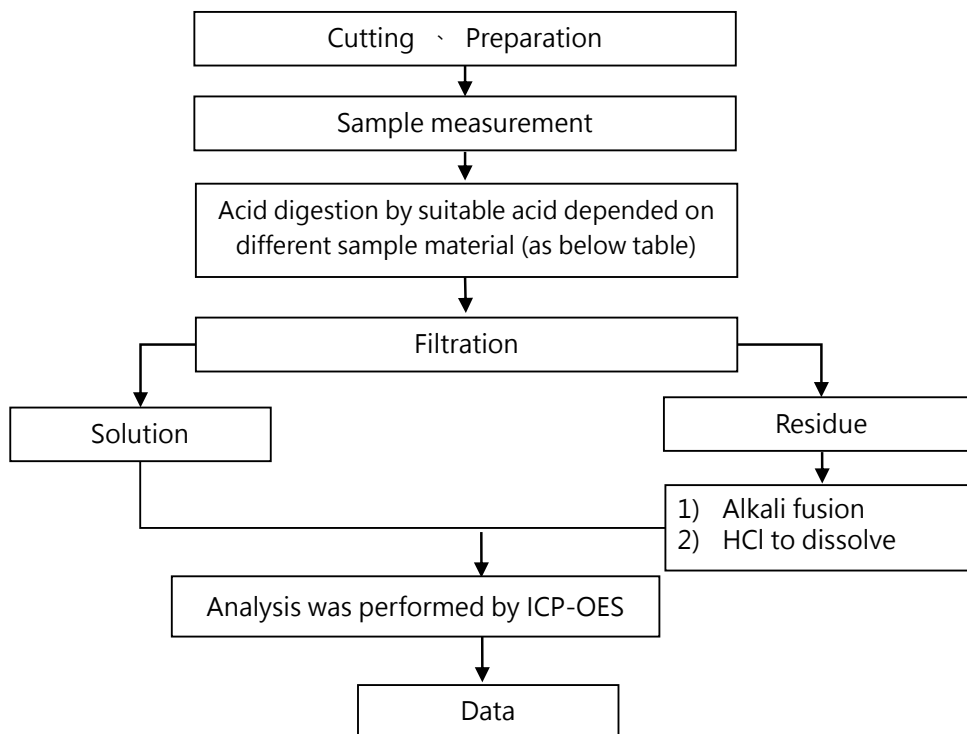 Cutting 、 Preparation
Sample measurement
Acid digestion by suitable acid depended on
different sample material (as below table)
Filtration
Solution
Residue
1) Alkali fusion
2) HCl to dissolve
Analysis was performed by ICP-OES
Data